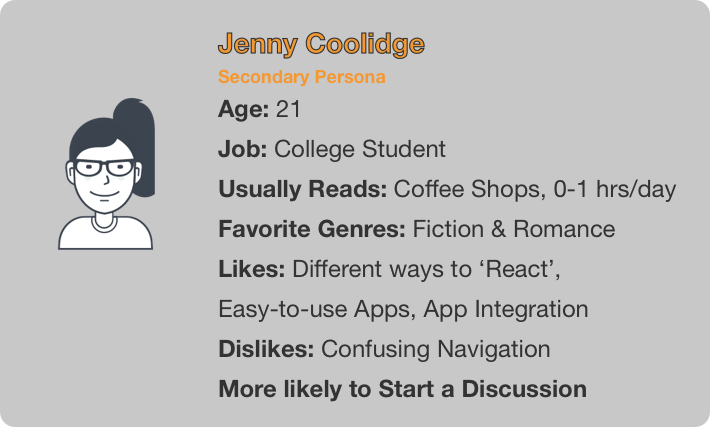 Jenny Coolidge
Secondary Persona
Age: 21
Job: College Student
Usually Reads: Coffee Shops, 0-1 hrs/day
Favorite Genres: Fiction & Romance
Likes: Different ways to ‘React’,
Easy-to-use Apps, App Integration
Dislikes: Confusing Navigation
More likely to Start a Discussion